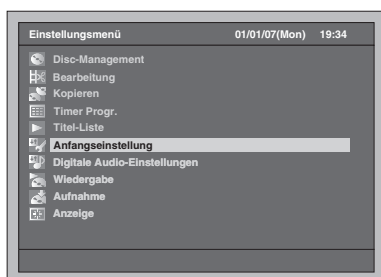 Einstellungsmenü 01/01/07(Mon) 19:34
Disc-Management
Bearbeitung
Kopieren
Timer Progr.
Titel-Liste
Anfangseinstellung
Digitale Audio-Einstellungen
Wiedergabe
Aufnahme
Anzeige